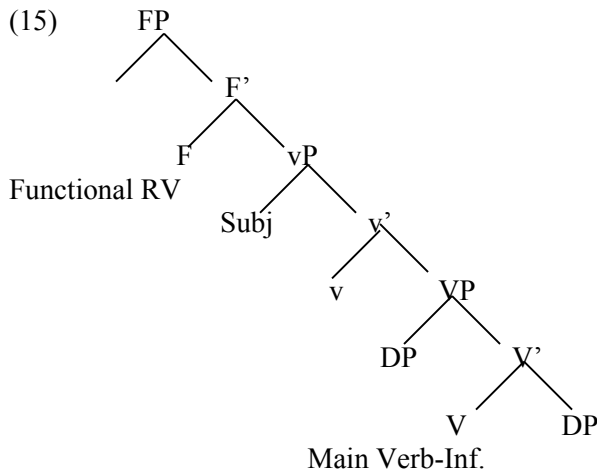 (15) FP
F’
F vP
Functional RV
Subj v’
v VP
DP V’
V DP
Main Verb-Inf.